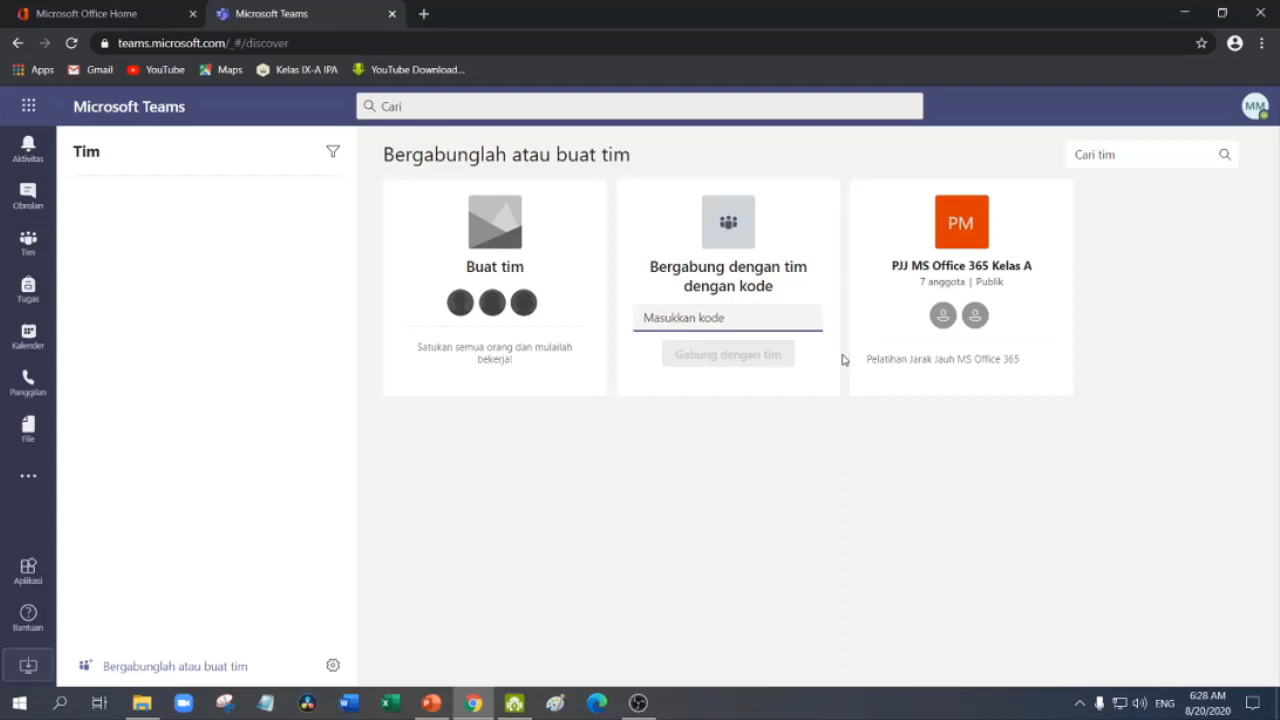 Microsoft Office Home
Microsoft Teams
teams.microsoft.com/_#/discover
Apps
Gmail
YouTube
Maps
Kelas IX-A IPA
YouTube Download...
Microsoft Teams
Cari
MM
Aktivitas
Obrolan
Tim
Tugas
Kalender
Panggilan
File
Aplikasi
Bantuan
Tim
Bergabunglah atau buat tim
Bergabunglah atau buat tim
Cari tim
Buat tim
Satukan semua orang dan mulailah
bekerja!
Bergabung dengan tim
dengan kode
Masukkan kode
Gabung dengan tim
PM
PJJ MS Office 365 Kelas A
7 anggota | Publik
Pelatihan Jarak Jauh MS Office 365
ENG
6:28 AM
8/20/2020